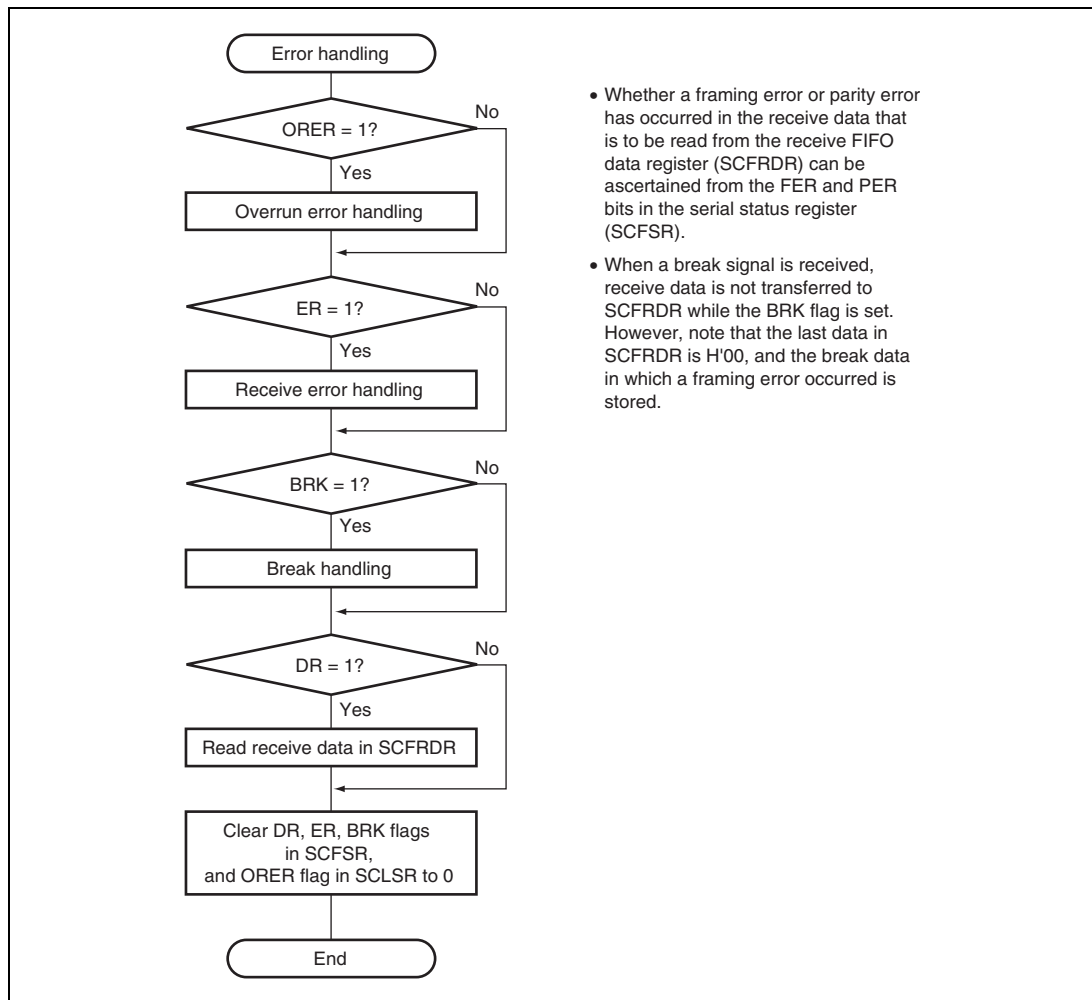 Error handling
ORER = 1?
No
Yes
Overrun error handling
ER = 1?
No
Yes
Receive error handling
BRK = 1?
No
Yes
Break handling
DR = 1?
No
Yes
Read receive data in SCFRDR
Clear DR, ER, BRK flags
in SCFSR,
and ORER flag in SCLSR to 0
End
• Whether a framing error or parity error
has occurred in the receive data that
is to be read from the receive FIFO
data register (SCFRDR) can be
ascertained from the FER and PER
bits in the serial status register
(SCFSR).
• When a break signal is received,
receive data is not transferred to
SCFRDR while the BRK flag is set.
However, note that the last data in
SCFRDR is H'00, and the break data
in which a framing error occurred is
stored.